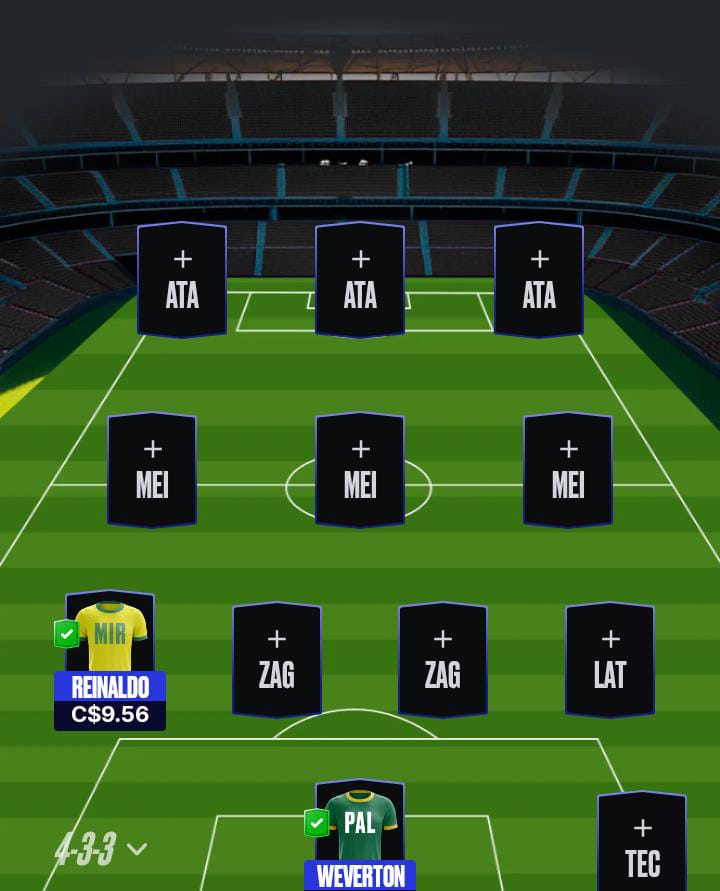 +
ATA
+
ATA
+
ATA
+
MEI
+
MEI
+
MEI
MIR
REINALDO
C$9.56
+
ZAG
+
ZAG
+
LAT
PAL
WEVERTON
4-3-3
+
TEC